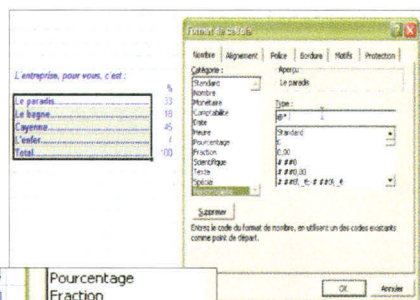 L'entreprise, pour vous, c'est :
%
Le paradis 33
Le bagne 18
Cayenne 45
L'enfer 4
Total 100
Format de cellule
Nombre Alignement Police Bordure Motifs Protection
Catégorie :
Standard
Nombre
Monétaire
Comptabilité
Date
Heure
Pourcentage
Fraction
Scientifique
Texte
Spécial
Personnalisée
Aperçu
Le paradis
Type :
@*.
Standard
0
0,00
# ##0
# ##0,00
Supprimer
Entrez le code du format de nombre, en utilisant un des codes existants
comme point de départ.
OK Annuler
Pourcentage
Fraction